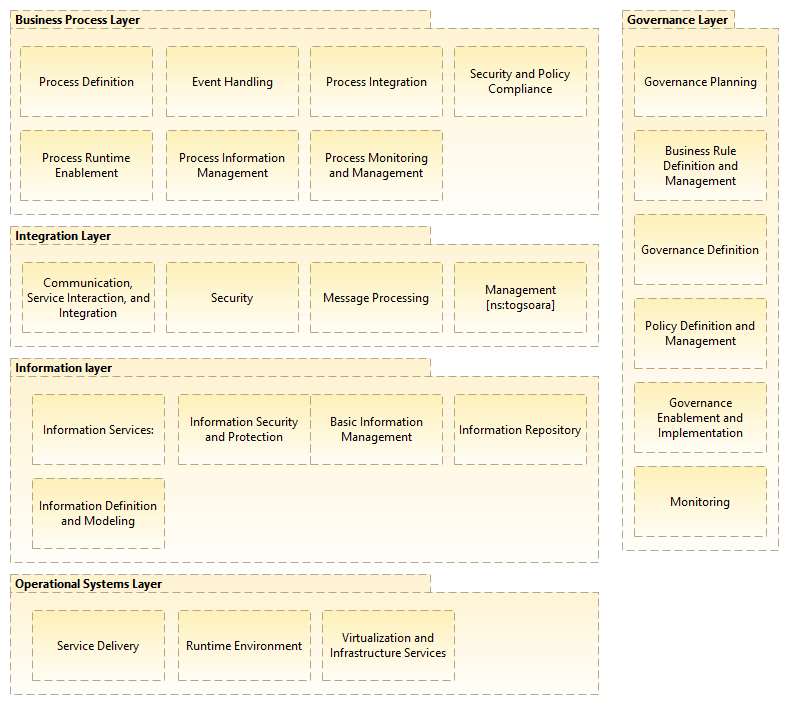 Business Process Layer
Process Definition
Event Handling
Process Integration
Security and Policy
Compliance
Process Runtime
Enablement
Process Information
Management
Process Monitoring
and Management
Integration Layer
Communication,
Service Interaction, and
Integration
Security
Message Processing
Management
[ns:togsoara]
Information layer
Information Services:
Information Security
and Protection
Basic Information
Management
Information Repository
Information Definition
and Modeling
Operational Systems Layer
Service Delivery
Runtime Environment
Virtualization and
Infrastructure Services
Governance Layer
Governance Planning
Business Rule
Definition and
Management
Governance Definition
Policy Definition and
Management
Governance
Enablement and
Implementation
Monitoring